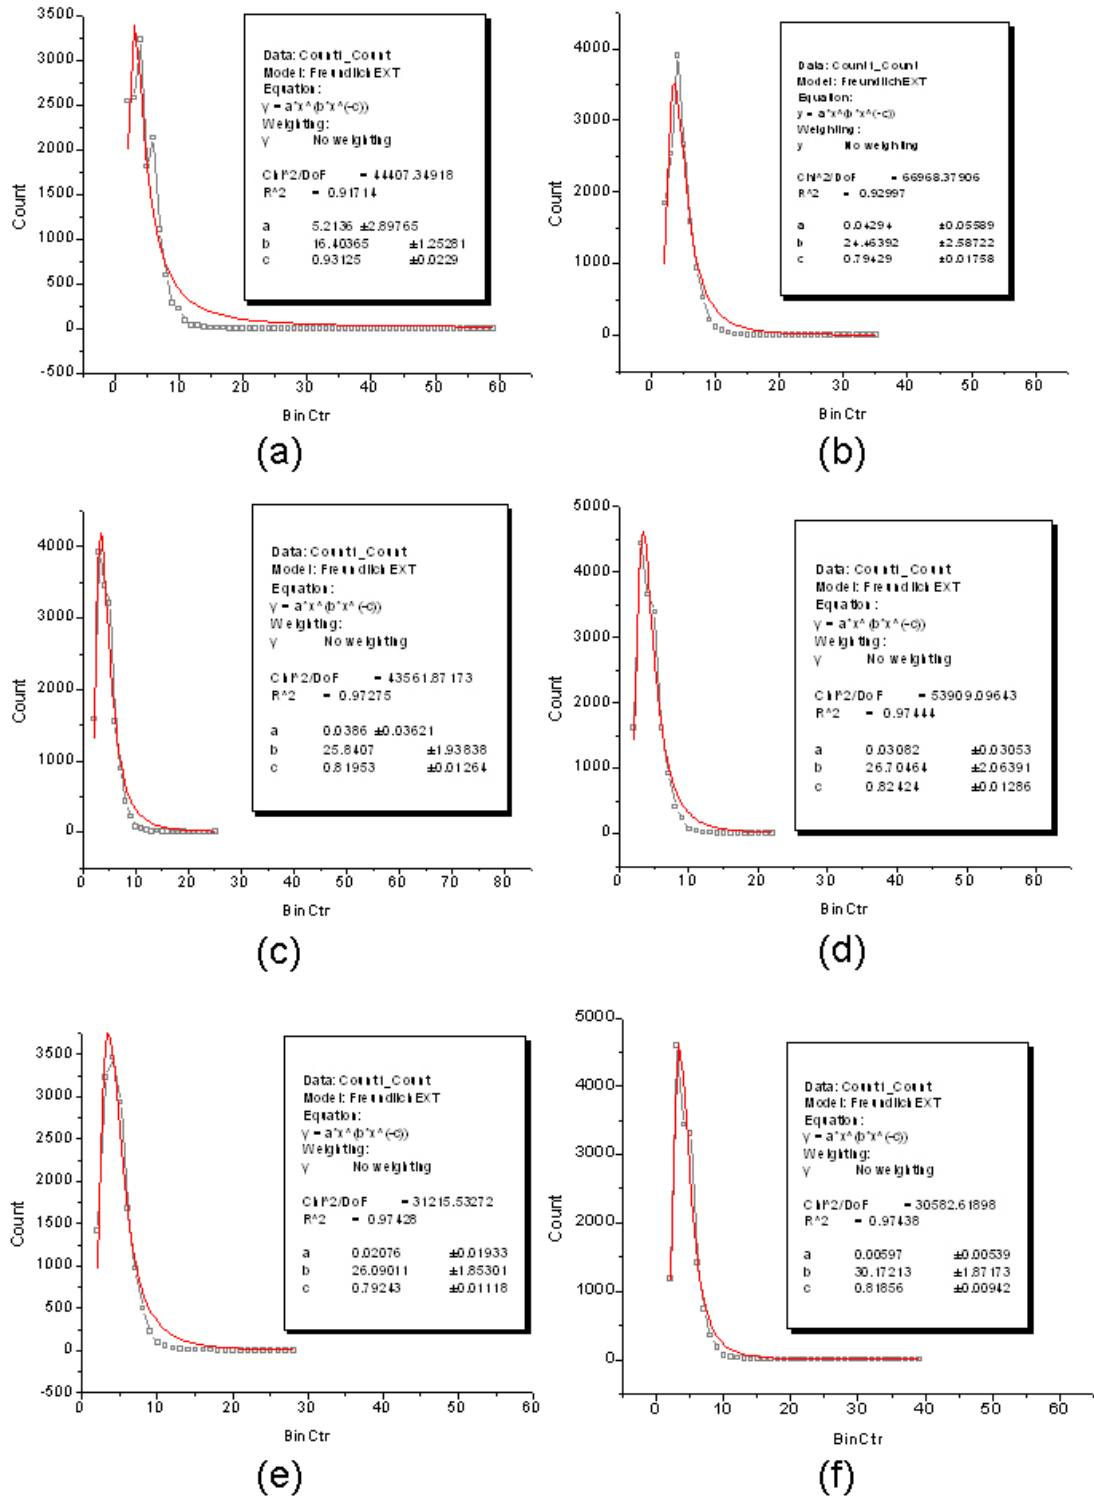 3500
3000
2500
2000
1500
1000
500
0
-500
Count
0 10 20 30 40 50 60
Bin Ctr
Data: Count1_Count
Model: FreundlichEXT
Equation:
y = a*x^(b*x^(-c))
Weighting:
y No weighting
Chi^2/DoF = 44407.34918
R^2 = 0.91714
a 5.2136 ±2.89765
b 16.40365 ±1.25281
c 0.93125 ±0.0229
(a)
4000
3000
2000
1000
0
Count
0 10 20 30 40 50 60
Bin Ctr
Data: Count1_Count
Model: FreundlichEXT
Equation:
y = a*x^(b*x^(-c))
Weighting:
y No weighting
Chi^2/DoF = 66968.37906
R^2 = 0.92997
a 0.04294 ±0.05589
b 24.46392 ±2.58722
c 0.79429 ±0.01758
(b)
4000
3000
2000
1000
0
Count
0 10 20 30 40 50 60 70 80
Bin Ctr
Data: Count1_Count
Model: FreundlichEXT
Equation:
y = a*x^(b*x^(-c))
Weighting:
y No weighting
Chi^2/DoF = 43561.87173
R^2 = 0.97275
a 0.0386 ±0.03621
b 25.8407 ±1.93838
c 0.81953 ±0.01264
(c)
5000
4000
3000
2000
1000
0
Count
0 10 20 30 40 50 60
Bin Ctr
Data: Count1_Count
Model: FreundlichEXT
Equation:
y = a*x^(b*x^(-c))
Weighting:
y No weighting
Chi^2/DoF = 53909.09643
R^2 = 0.97444
a 0.03082 ±0.03053
b 26.70464 ±2.06391
c 0.82424 ±0.01286
(d)
3500
3000
2500
2000
1500
1000
500
0
-500
Count
0 10 20 30 40 50 60
Bin Ctr
Data: Count1_Count
Model: FreundlichEXT
Equation:
y = a*x^(b*x^(-c))
Weighting:
y No weighting
Chi^2/DoF = 31215.53272
R^2 = 0.97428
a 0.02076 ±0.01933
b 26.09011 ±1.85301
c 0.79243 ±0.01118
(e)
5000
4000
3000
2000
1000
0
Count
0 10 20 30 40 50 60
Bin Ctr
Data: Count1_Count
Model: FreundlichEXT
Equation:
y = a*x^(b*x^(-c))
Weighting:
y No weighting
Chi^2/DoF = 30582.61898
R^2 = 0.97438
a 0.00597 ±0.00539
b 30.17213 ±1.87173
c 0.81856 ±0.00942
(f)